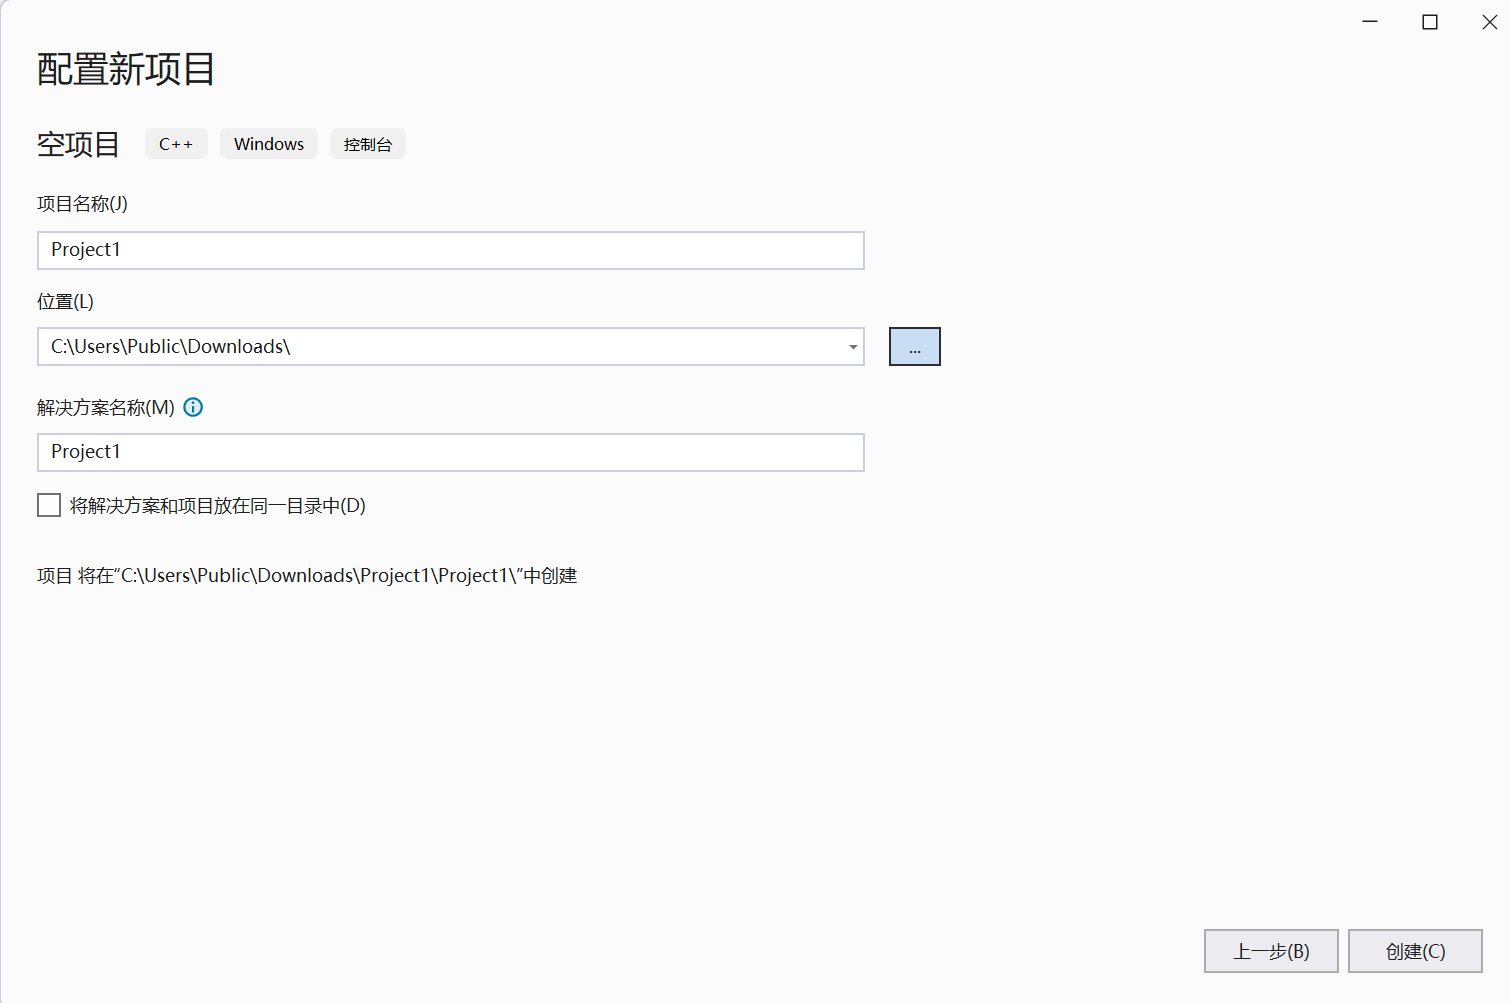 配置新项目
空项目 C++ Windows 控制台
项目名称(J)
Project1
位置(L)
C:\Users\Public\Downloads\
...
解决方案名称(M)
Project1
将解决方案和项目放在同一目录中(D)
项目 将在“C:\Users\Public\Downloads\Project1\Project1\”中创建
上一步(B) 创建(C)